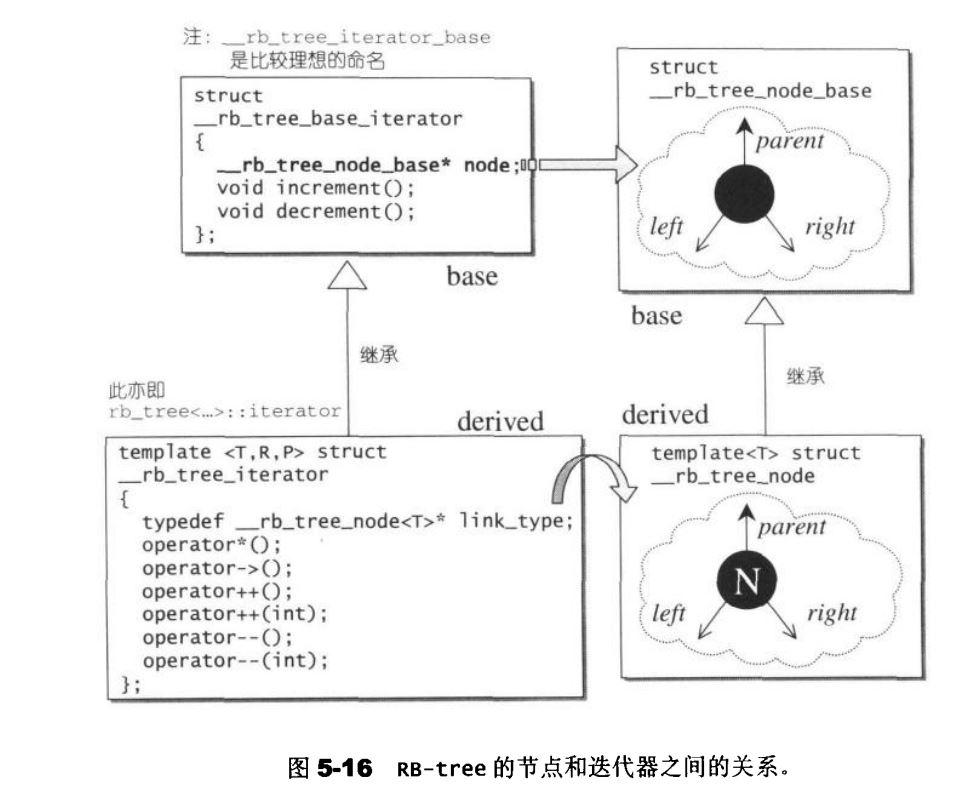 注: __rb_tree_iterator_base
是比较理想的命名
struct
__rb_tree_base_iterator
{
__rb_tree_node_base* node;
void increment();
void decrement();
};
base
struct
__rb_tree_node_base
parent
left
right
base
继承
继承
此亦即
rb_tree<…>::iterator
derived
derived
template <T,R,P> struct
__rb_tree_iterator
{
typedef __rb_tree_node<T>* link_type;
operator*();
operator->();
operator++();
operator++(int);
operator--();
operator--(int);
};
template<T> struct
__rb_tree_node
parent
N
left
right
图 5-16 RB-tree 的节点和迭代器之间的关系。